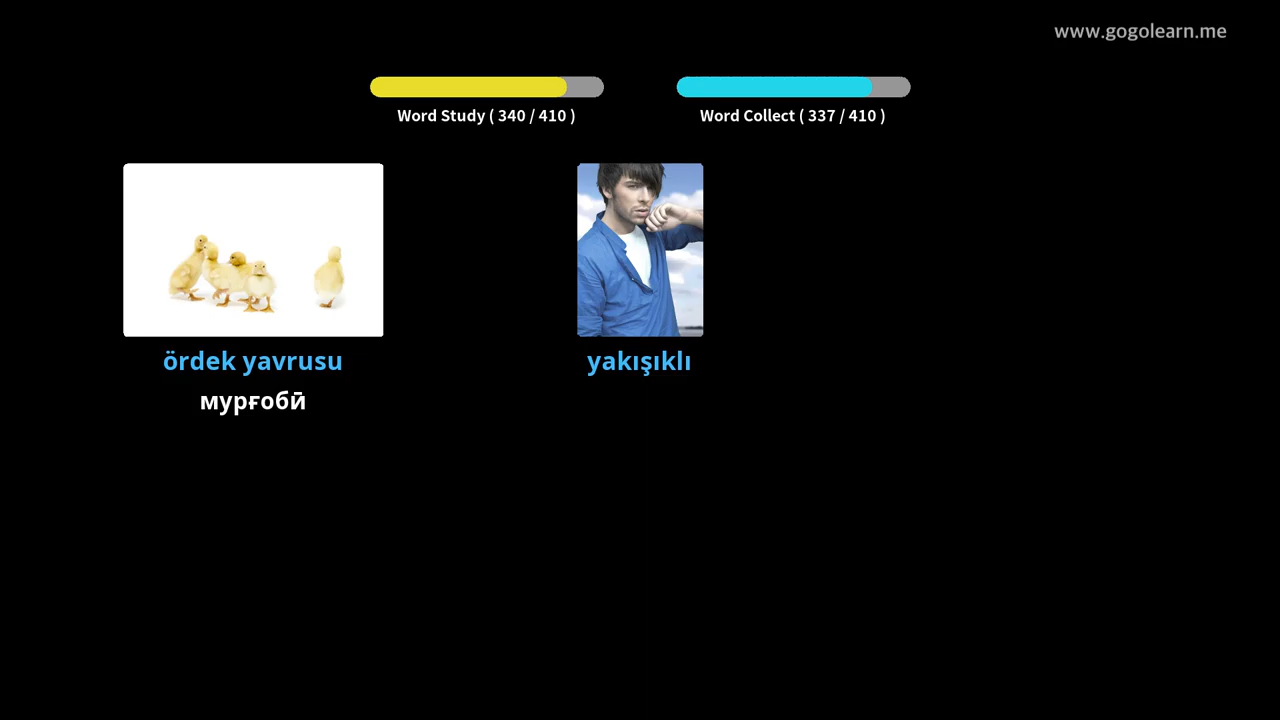 www.gogolearn.me
Word Study ( 340 / 410 )
Word Collect ( 337 / 410 )
ördek yavrusu
мурғобӣ
yakışıklı